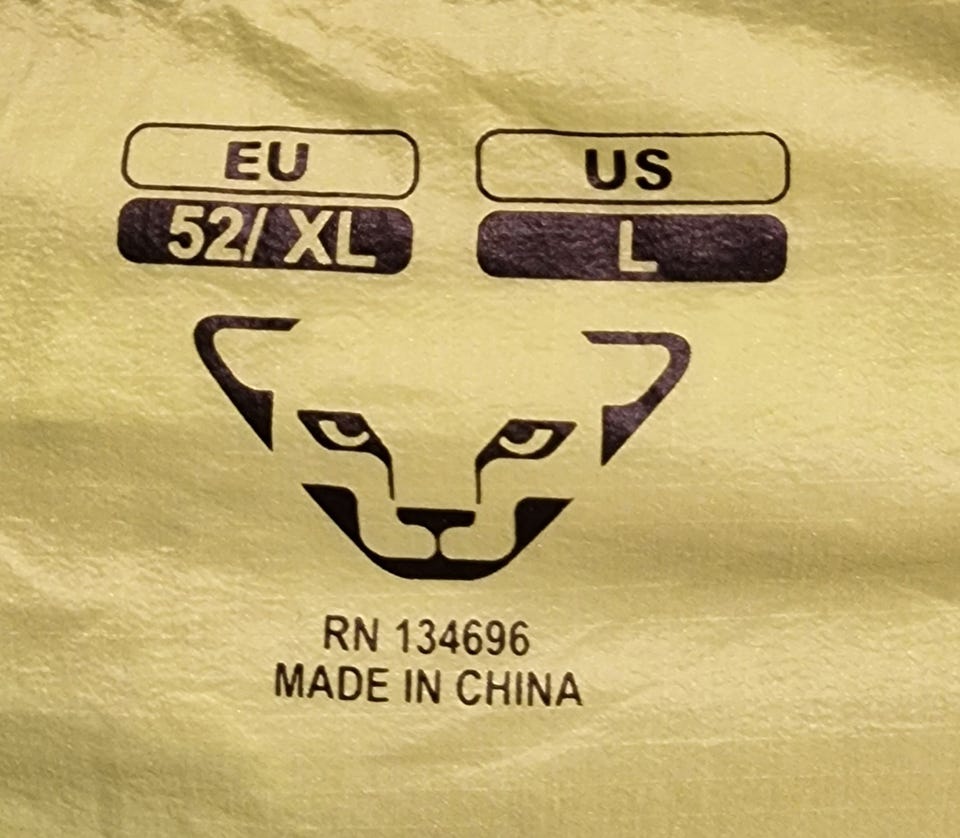 EU US
52/ XL L
RN 134696
MADE IN CHINA